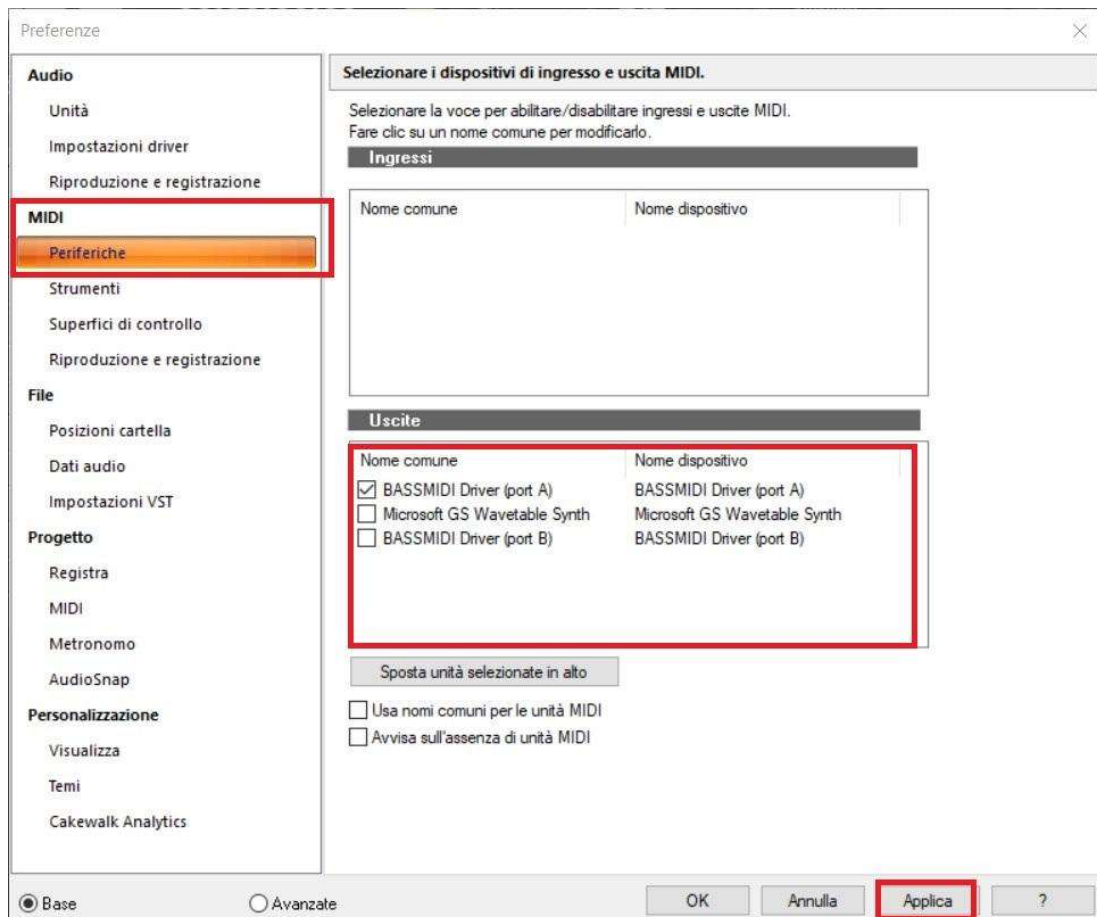 Preferenze
Audio
Unità
Impostazioni driver
Riproduzione e registrazione
MIDI
Periferiche
Strumenti
Superfici di controllo
Riproduzione e registrazione
File
Posizioni cartella
Dati audio
Impostazioni VST
Progetto
Registra
MIDI
Metronomo
AudioSnap
Personalizzazione
Visualizza
Temi
Cakewalk Analytics
Selezionare i dispositivi di ingresso e uscita MIDI.
Selezionare la voce per abilitare/disabilitare ingressi e uscite MIDI.
Fare clic su un nome comune per modificarlo.
Ingressi
Nome comune Nome dispositivo
Uscite
Nome comune Nome dispositivo
BASSMIDI Driver (port A) BASSMIDI Driver (port A)
Microsoft GS Wavetable Synth Microsoft GS Wavetable Synth
BASSMIDI Driver (port B) BASSMIDI Driver (port B)
Sposta unità selezionate in alto
Usa nomi comuni per le unità MIDI
Avvisa sull'assenza di unità MIDI
Base Avanzate OK Annulla Applica ?